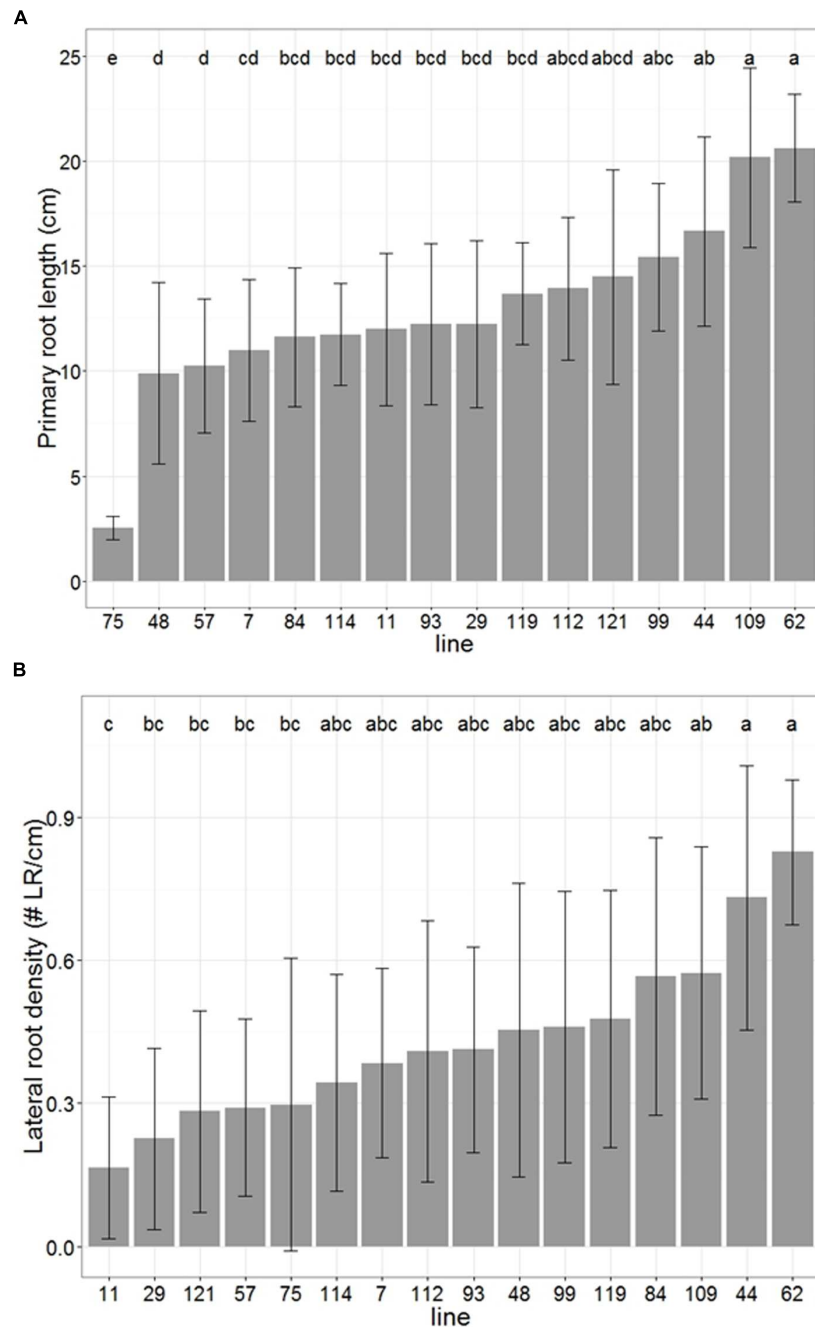 A
25 e d d cd bcd bcd bcd bcd bcd bcd abcd abcd abc ab a a
20
15
10
5
0
Primary root length (cm)
75 48 57 7 84 114 11 93 29 119 112 121 99 44 109 62
line
B
c bc bc bc bc abc abc abc abc abc abc abc abc ab a a
0.9
0.6
0.3
0.0
Lateral root density (# LR/cm)
11 29 121 57 75 114 7 112 93 48 99 119 84 109 44 62
line